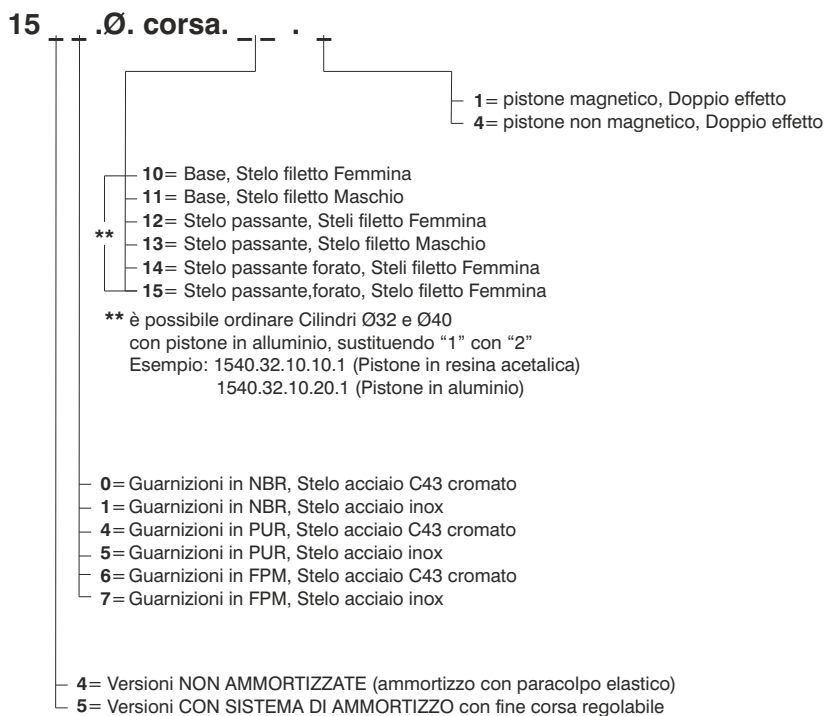 15 _ _ .Ø. corsa. _ _ . _
1= pistone magnetico, Doppio effetto
4= pistone non magnetico, Doppio effetto
10= Base, Stelo filetto Femmina
11= Base, Stelo filetto Maschio
12= Stelo passante, Steli filetto Femmina
13= Stelo passante, Stelo filetto Maschio
14= Stelo passante forato, Steli filetto Femmina
15= Stelo passante,forato, Stelo filetto Femmina
**
** è possibile ordinare Cilindri Ø32 e Ø40
con pistone in alluminio, sustituendo “1” con “2”
Esempio: 1540.32.10.10.1 (Pistone in resina acetalica)
1540.32.10.20.1 (Pistone in aluminio)
0= Guarnizioni in NBR, Stelo acciaio C43 cromato
1= Guarnizioni in NBR, Stelo acciaio inox
4= Guarnizioni in PUR, Stelo acciaio C43 cromato
5= Guarnizioni in PUR, Stelo acciaio inox
6= Guarnizioni in FPM, Stelo acciaio C43 cromato
7= Guarnizioni in FPM, Stelo acciaio inox
4= Versioni NON AMMORTIZZATE (ammortizzo con paracolpo elastico)
5= Versioni CON SISTEMA DI AMMORTIZZO con fine corsa regolabile